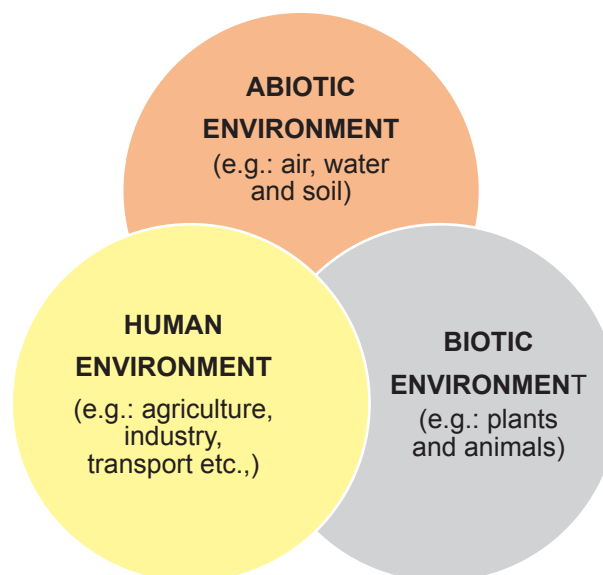 ABIOTIC
ENVIRONMENT
(e.g.: air, water
and soil)
HUMAN
ENVIRONMENT
(e.g.: agriculture,
industry,
transport etc.,)
BIOTIC
ENVIRONMENT
(e.g.: plants
and animals)